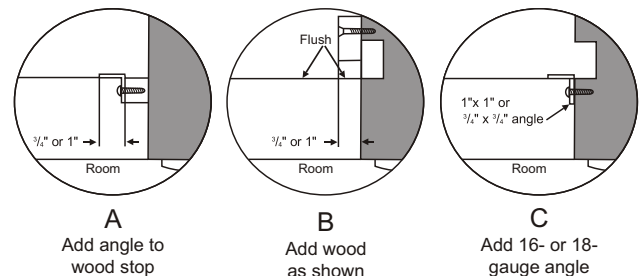 3/4" or 1"
Room
A
Add angle to
wood stop
Flush
3/4" or 1"
Room
B
Add wood
as shown
1"x 1" or
3/4" x 3/4" angle
Room
C
Add 16- or 18-
gauge angle